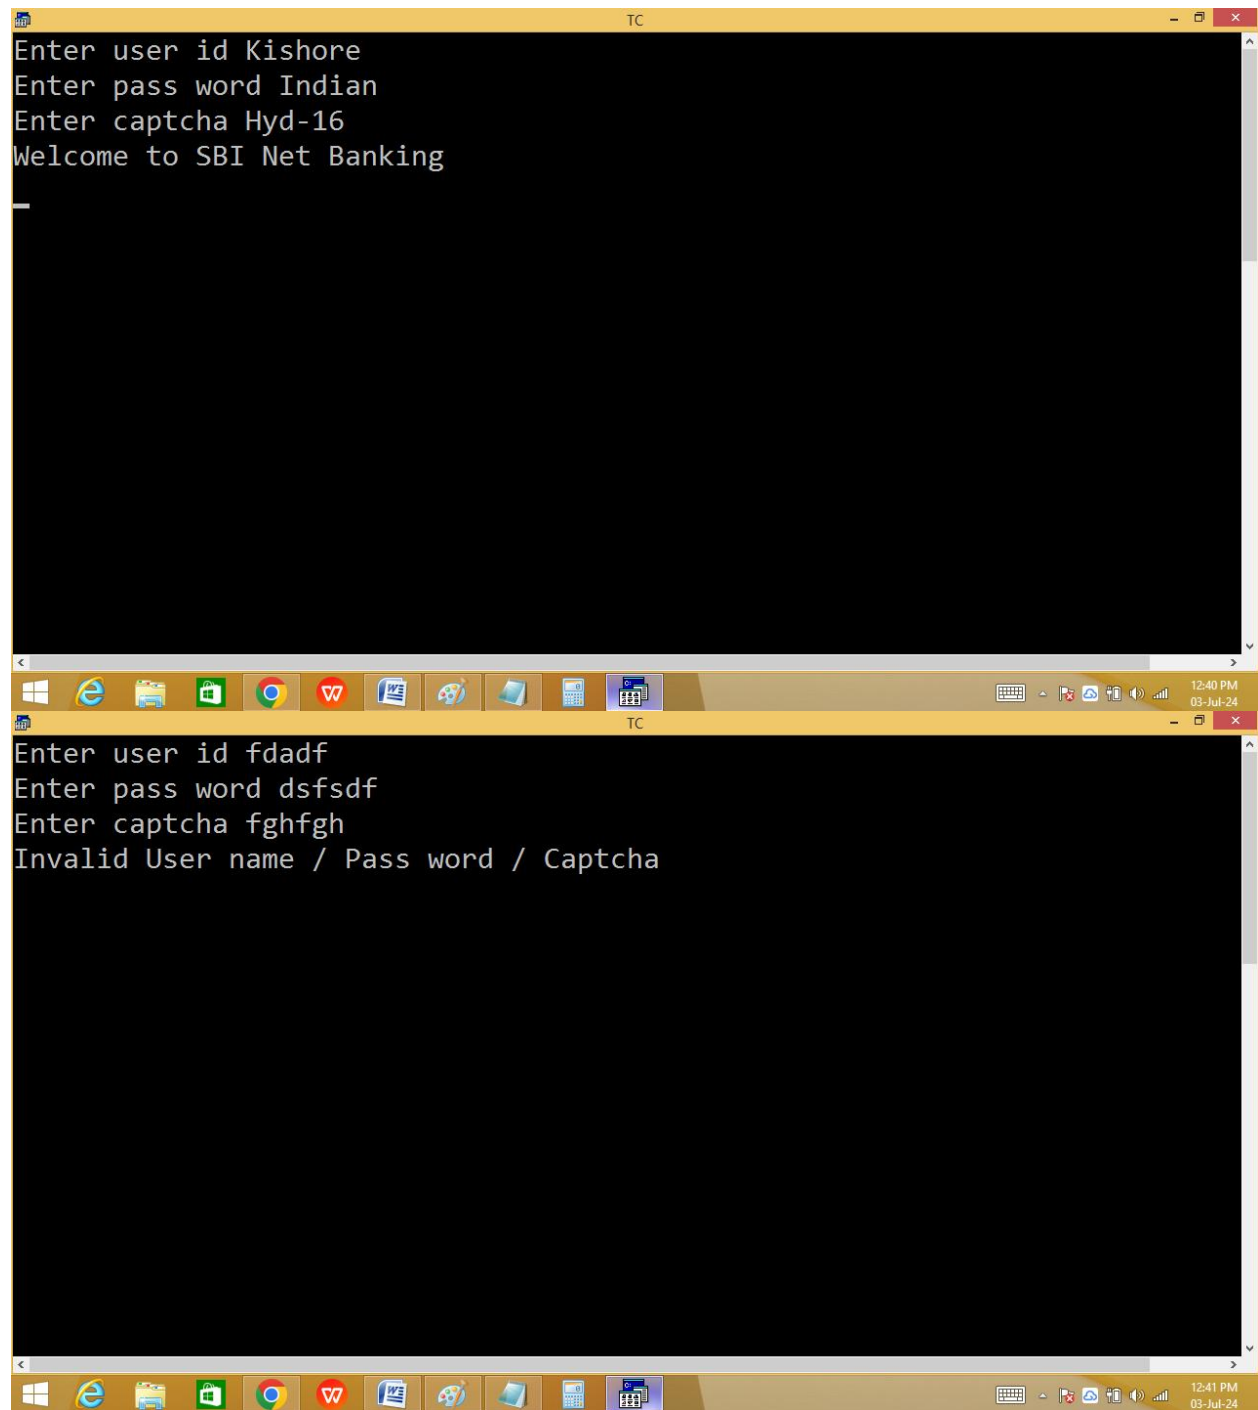 TC
Enter user id Kishore
Enter pass word Indian
Enter captcha Hyd-16
Welcome to SBI Net Banking
12:40 PM
03-Jul-24
TC
Enter user id fdadf
Enter pass word dsfsdf
Enter captcha fghfgh
Invalid User name / Pass word / Captcha
12:41 PM
03-Jul-24